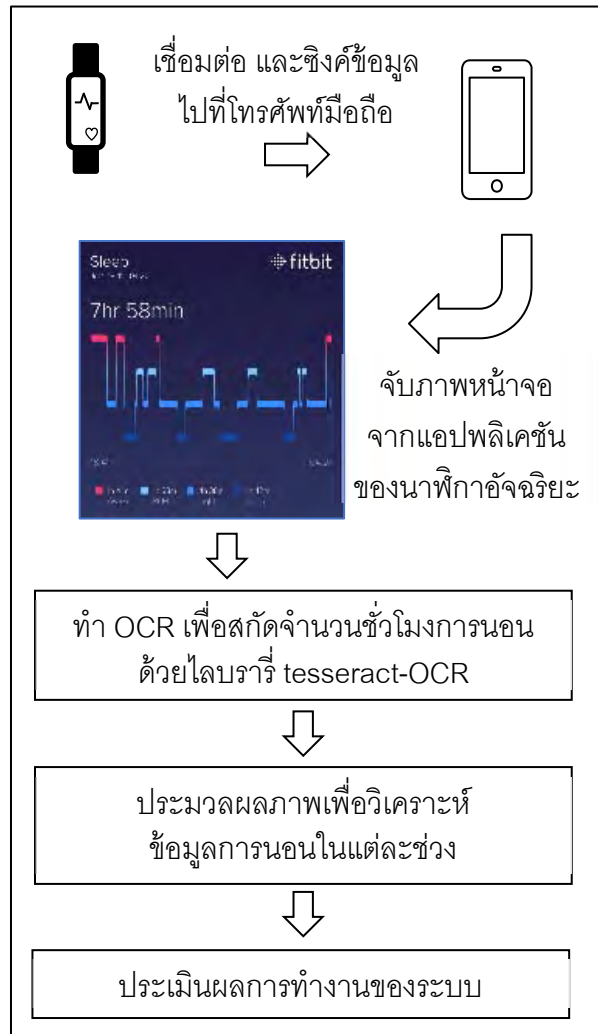 เชื่อมต่อ และซิงค์ข้อมูล
ไปที่โทรศัพท์มือถือ
Sleep
fitbit
7hr 58min
จับภาพหน้าจอ
จากแอปพลิเคชัน
ของนาฬิกาอัจฉริยะ
ทำ OCR เพื่อสกัดจำนวนชั่วโมงการนอน
ด้วยไลบรารี่ tesseract-OCR
ประมวลผลภาพเพื่อวิเคราะห์
ข้อมูลการนอนในแต่ละช่วง
ประเมินผลการทำงานของระบบ